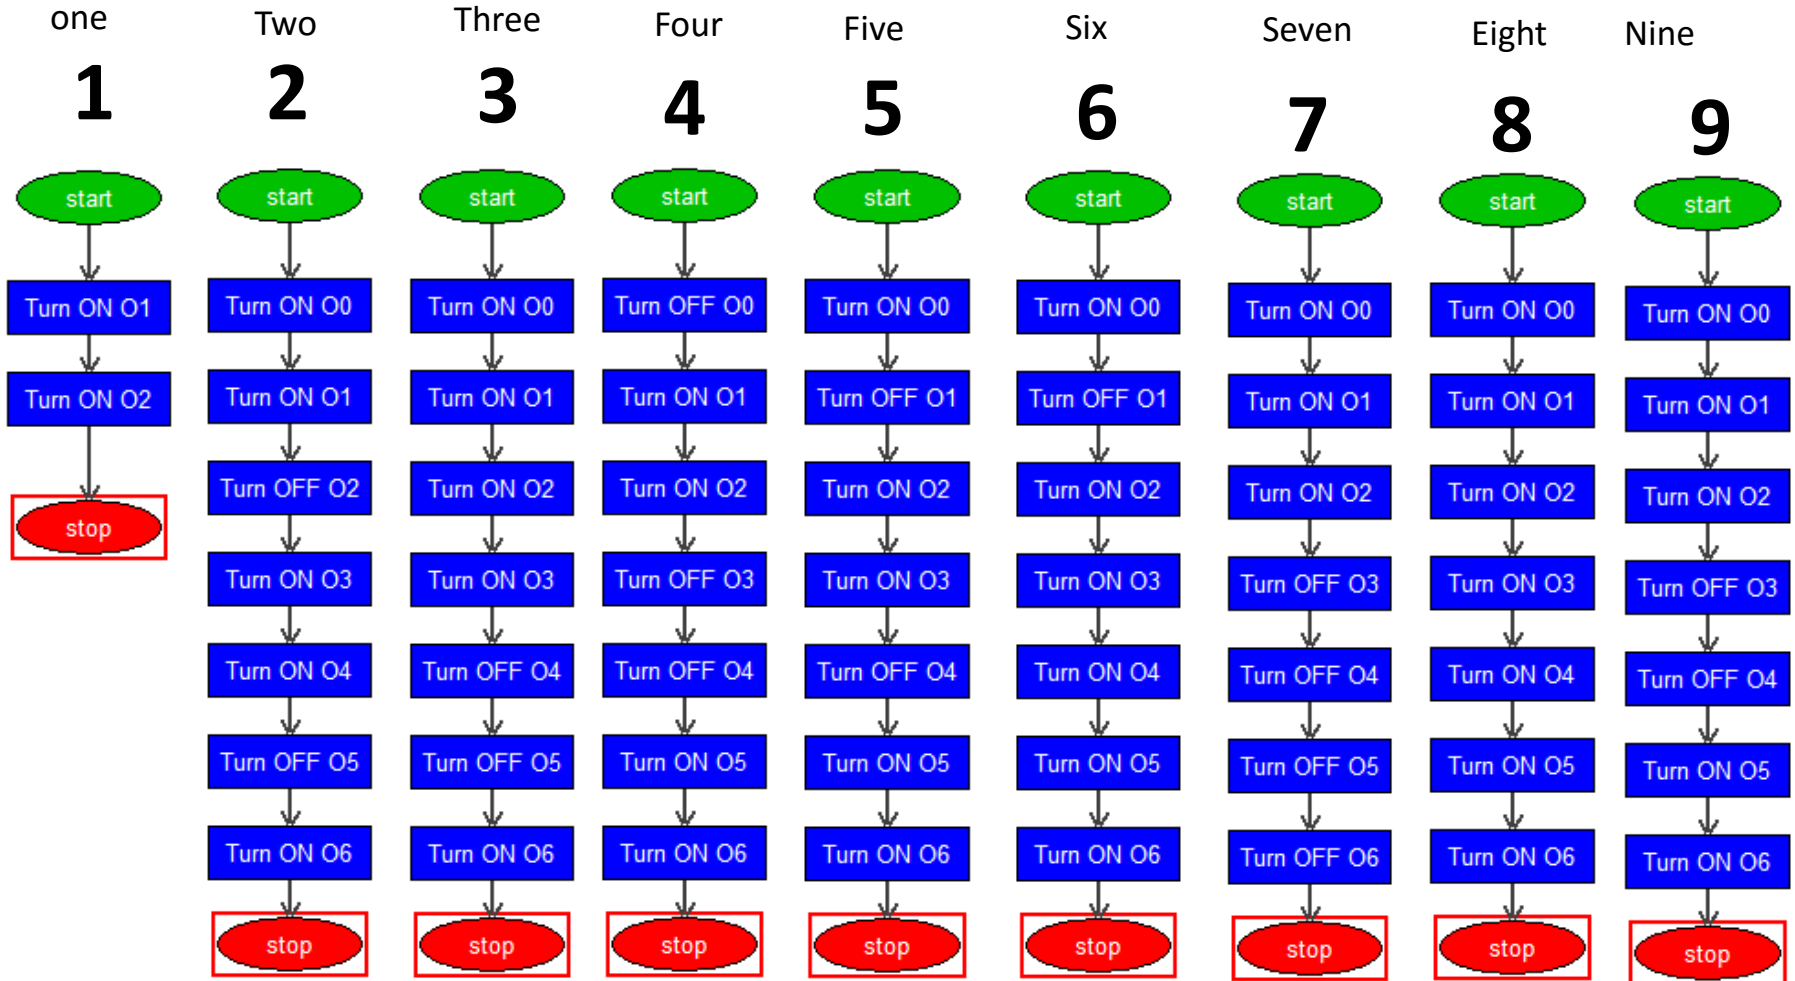 one
1
start
Turn ON O1
Turn ON O2
stop
Two
2
start
Turn ON O0
Turn ON O1
Turn OFF O2
Turn ON O3
Turn ON O4
Turn OFF O5
Turn ON O6
stop
Three
3
start
Turn ON O0
Turn ON O1
Turn ON O2
Turn ON O3
Turn OFF O4
Turn OFF O5
Turn ON O6
stop
Four
4
start
Turn OFF O0
Turn ON O1
Turn ON O2
Turn OFF O3
Turn OFF O4
Turn ON O5
Turn ON O6
stop
Five
5
start
Turn ON O0
Turn OFF O1
Turn ON O2
Turn ON O3
Turn OFF O4
Turn ON O5
Turn ON O6
stop
Six
6
start
Turn ON O0
Turn OFF O1
Turn ON O2
Turn ON O3
Turn ON O4
Turn ON O5
Turn ON O6
stop
Seven
7
start
Turn ON O0
Turn ON O1
Turn ON O2
Turn OFF O3
Turn OFF O4
Turn OFF O5
Turn OFF O6
stop
Eight
8
start
Turn ON O0
Turn ON O1
Turn ON O2
Turn ON O3
Turn ON O4
Turn ON O5
Turn ON O6
stop
Nine
9
start
Turn ON O0
Turn ON O1
Turn ON O2
Turn OFF O3
Turn OFF O4
Turn ON O5
Turn ON O6
stop